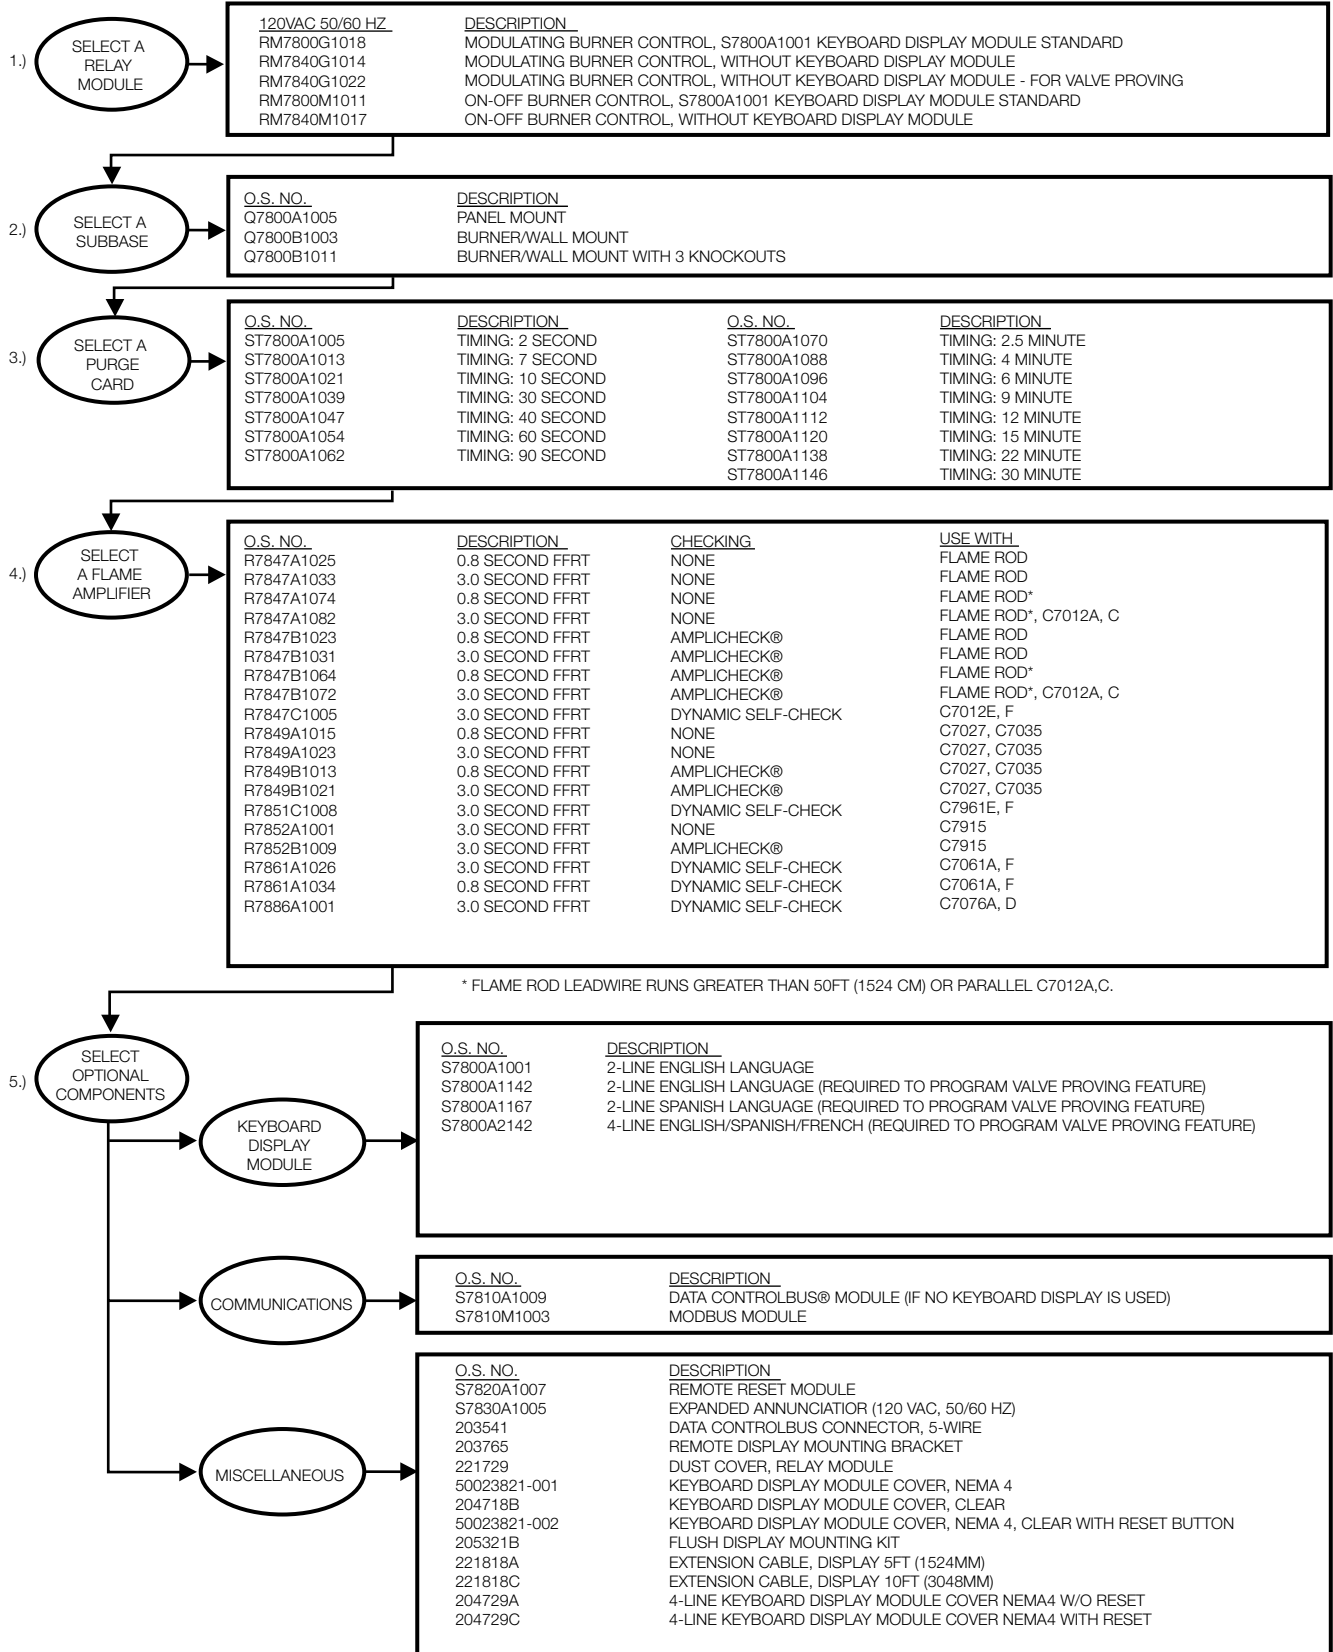 1.)
SELECT A
RELAY
MODULE
120VAC 50/60 HZ DESCRIPTION
RM7800G1018 MODULATING BURNER CONTROL, S7800A1001 KEYBOARD DISPLAY MODULE STANDARD
RM7840G1014 MODULATING BURNER CONTROL, WITHOUT KEYBOARD DISPLAY MODULE
RM7840G1022 MODULATING BURNER CONTROL, WITHOUT KEYBOARD DISPLAY MODULE - FOR VALVE PROVING
RM7800M1011 ON-OFF BURNER CONTROL, S7800A1001 KEYBOARD DISPLAY MODULE STANDARD
RM7840M1017 ON-OFF BURNER CONTROL, WITHOUT KEYBOARD DISPLAY MODULE
2.)
SELECT A
SUBBASE
O.S. NO. DESCRIPTION
Q7800A1005 PANEL MOUNT
Q7800B1003 BURNER/WALL MOUNT
Q7800B1011 BURNER/WALL MOUNT WITH 3 KNOCKOUTS
3.)
SELECT A
PURGE
CARD
O.S. NO. DESCRIPTION O.S. NO. DESCRIPTION
ST7800A1005 TIMING: 2 SECOND ST7800A1070 TIMING: 2.5 MINUTE
ST7800A1013 TIMING: 7 SECOND ST7800A1088 TIMING: 4 MINUTE
ST7800A1021 TIMING: 10 SECOND ST7800A1096 TIMING: 6 MINUTE
ST7800A1039 TIMING: 30 SECOND ST7800A1104 TIMING: 9 MINUTE
ST7800A1047 TIMING: 40 SECOND ST7800A1112 TIMING: 12 MINUTE
ST7800A1054 TIMING: 60 SECOND ST7800A1120 TIMING: 15 MINUTE
ST7800A1062 TIMING: 90 SECOND ST7800A1138 TIMING: 22 MINUTE
ST7800A1146 TIMING: 30 MINUTE
4.)
SELECT
A FLAME
AMPLIFIER
O.S. NO. DESCRIPTION CHECKING USE WITH
R7847A1025 0.8 SECOND FFRT NONE FLAME ROD
R7847A1033 3.0 SECOND FFRT NONE FLAME ROD
R7847A1074 0.8 SECOND FFRT NONE FLAME ROD*
R7847A1082 3.0 SECOND FFRT NONE FLAME ROD*, C7012A, C
R7847B1023 0.8 SECOND FFRT AMPLICHECK® FLAME ROD
R7847B1031 3.0 SECOND FFRT AMPLICHECK® FLAME ROD
R7847B1064 0.8 SECOND FFRT AMPLICHECK® FLAME ROD*
R7847B1072 3.0 SECOND FFRT AMPLICHECK® FLAME ROD*, C7012A, C
R7847C1005 3.0 SECOND FFRT DYNAMIC SELF-CHECK C7012E, F
R7849A1015 0.8 SECOND FFRT NONE C7027, C7035
R7849A1023 3.0 SECOND FFRT NONE C7027, C7035
R7849B1013 0.8 SECOND FFRT AMPLICHECK® C7027, C7035
R7849B1021 3.0 SECOND FFRT AMPLICHECK® C7027, C7035
R7851C1008 3.0 SECOND FFRT DYNAMIC SELF-CHECK C7961E, F
R7852A1001 3.0 SECOND FFRT NONE C7915
R7852B1009 3.0 SECOND FFRT AMPLICHECK® C7915
R7861A1026 3.0 SECOND FFRT DYNAMIC SELF-CHECK C7061A, F
R7861A1034 0.8 SECOND FFRT DYNAMIC SELF-CHECK C7061A, F
R7886A1001 3.0 SECOND FFRT DYNAMIC SELF-CHECK C7076A, D
* FLAME ROD LEADWIRE RUNS GREATER THAN 50FT (1524 CM) OR PARALLEL C7012A,C.
5.)
SELECT
OPTIONAL
COMPONENTS
KEYBOARD
DISPLAY
MODULE
O.S. NO. DESCRIPTION
S7800A1001 2-LINE ENGLISH LANGUAGE
S7800A1142 2-LINE ENGLISH LANGUAGE (REQUIRED TO PROGRAM VALVE PROVING FEATURE)
S7800A1167 2-LINE SPANISH LANGUAGE (REQUIRED TO PROGRAM VALVE PROVING FEATURE)
S7800A2142 4-LINE ENGLISH/SPANISH/FRENCH (REQUIRED TO PROGRAM VALVE PROVING FEATURE)
COMMUNICATIONS
O.S. NO. DESCRIPTION
S7810A1009 DATA CONTROLBUS® MODULE (IF NO KEYBOARD DISPLAY IS USED)
S7810M1003 MODBUS MODULE
MISCELLANEOUS
O.S. NO. DESCRIPTION
S7820A1007 REMOTE RESET MODULE
S7830A1005 EXPANDED ANNUNCIATIOR (120 VAC, 50/60 HZ)
203541 DATA CONTROLBUS CONNECTOR, 5-WIRE
203765 REMOTE DISPLAY MOUNTING BRACKET
221729 DUST COVER, RELAY MODULE
50023821-001 KEYBOARD DISPLAY MODULE COVER, NEMA 4
204718B KEYBOARD DISPLAY MODULE COVER, CLEAR
50023821-002 KEYBOARD DISPLAY MODULE COVER, NEMA 4, CLEAR WITH RESET BUTTON
205321B FLUSH DISPLAY MOUNTING KIT
221818A EXTENSION CABLE, DISPLAY 5FT (1524MM)
221818C EXTENSION CABLE, DISPLAY 10FT (3048MM)
204729A 4-LINE KEYBOARD DISPLAY MODULE COVER NEMA4 W/O RESET
204729C 4-LINE KEYBOARD DISPLAY MODULE COVER NEMA4 WITH RESET